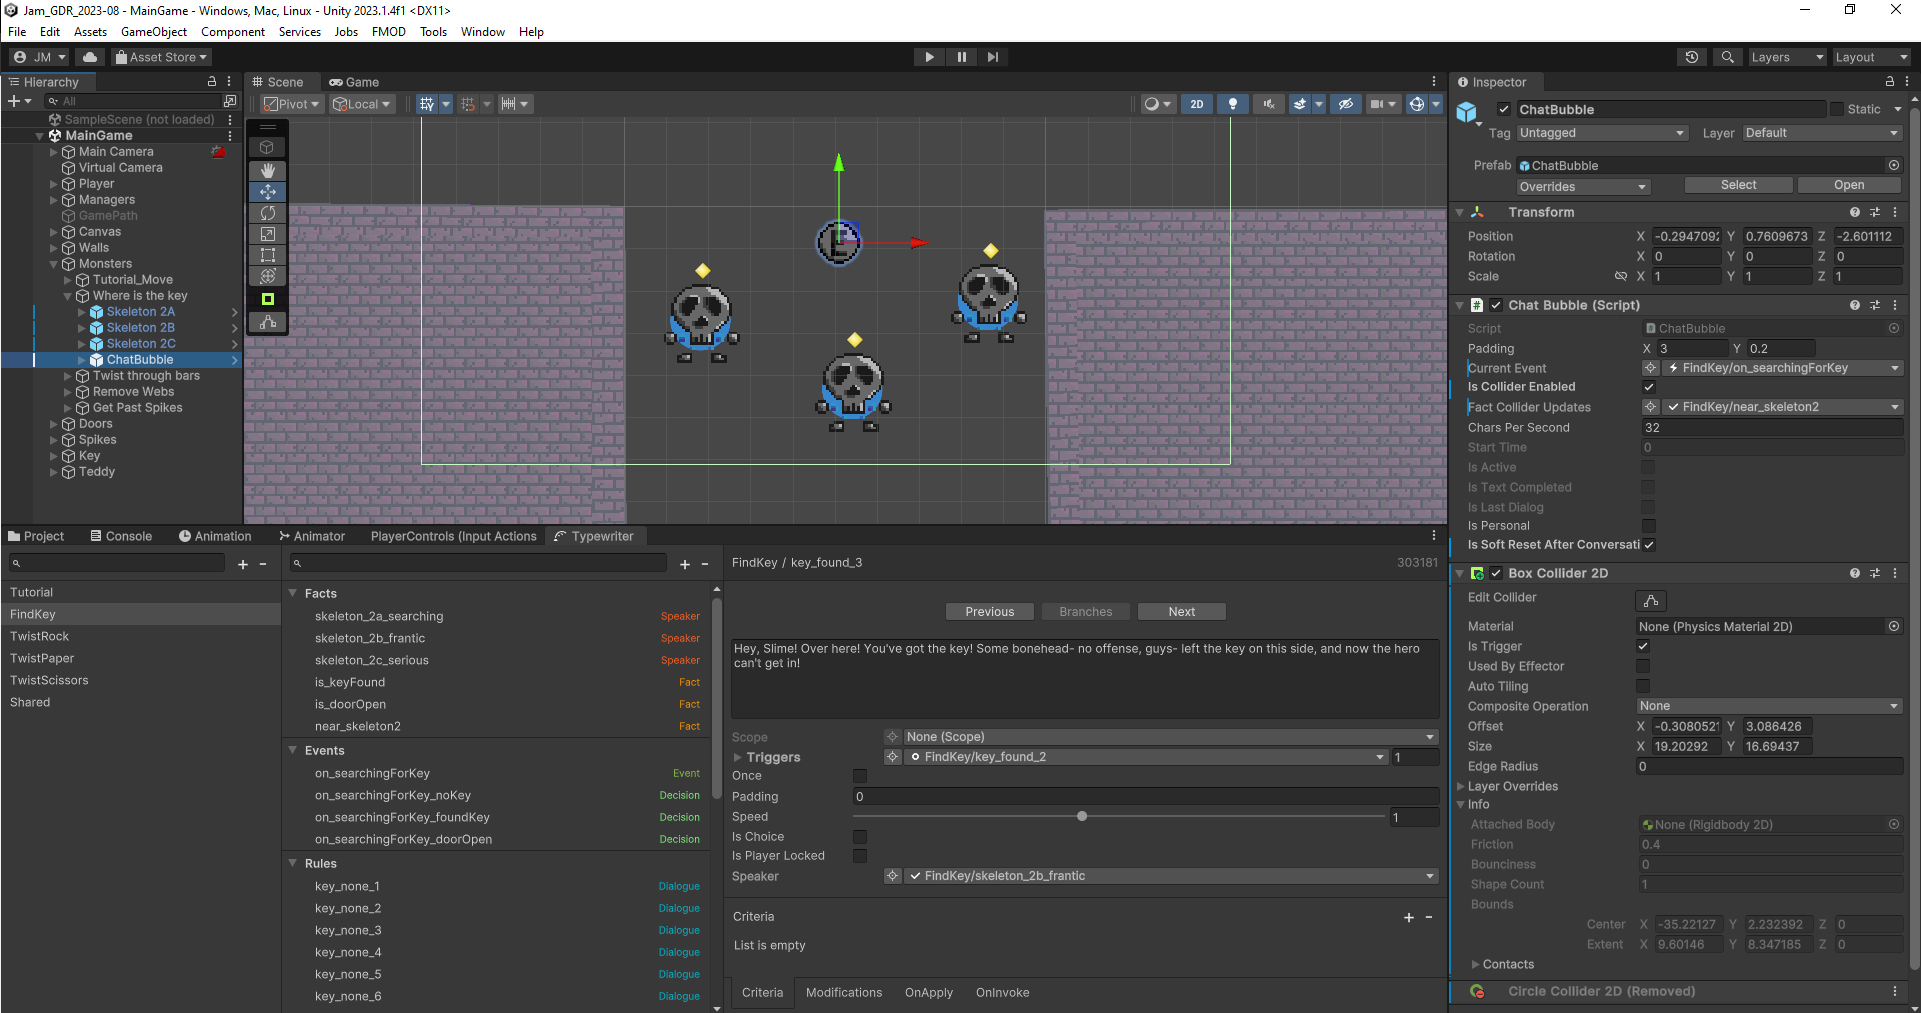 Jam_GDR_2023-08 - MainGame - Windows, Mac, Linux - Unity 2023.1.4f1 <DX11>
File Edit Assets GameObject Component Services Jobs FMOD Tools Window Help
JM Asset Store Layers Layout
Hierarchy
All
SampleScene (not loaded)
MainGame
Main Camera
Virtual Camera
Player
Managers
GamePath
Canvas
Walls
Monsters
Tutorial_Move
Where is the key
Skeleton 2A
Skeleton 2B
Skeleton 2C
ChatBubble
Twist through bars
Remove Webs
Get Past Spikes
Doors
Spikes
Key
Teddy
Scene Game
Pivot Local 2D
Project Console Animation Animator PlayerControls (Input Actions Typewriter
Tutorial
FindKey
TwistRock
TwistPaper
TwistScissors
Shared
Facts
skeleton_2a_searching Speaker
skeleton_2b_frantic Speaker
skeleton_2c_serious Speaker
is_keyFound Fact
is_doorOpen Fact
near_skeleton2 Fact
Events
on_searchingForKey Event
on_searchingForKey_noKey Decision
on_searchingForKey_foundKey Decision
on_searchingForKey_doorOpen Decision
Rules
key_none_1 Dialogue
key_none_2 Dialogue
key_none_3 Dialogue
key_none_4 Dialogue
key_none_5 Dialogue
key_none_6 Dialogue
FindKey / key_found_3 303181
Previous Branches Next
Hey, Slime! Over here! You've got the key! Some bonehead- no offense, guys- left the key on this side, and now the hero
can't get in!
Scope None (Scope)
Triggers FindKey/key_found_2 1
Once
Padding 0
Speed 1
Is Choice
Is Player Locked
Speaker FindKey/skeleton_2b_frantic
Criteria + -
List is empty
Criteria Modifications OnApply OnInvoke
Inspector
ChatBubble Static
Tag Untagged Layer Default
Prefab ChatBubble
Overrides Select Open
Transform
Position X -0.294709 Y 0.7609673 Z -2.601112
Rotation X 0 Y 0 Z 0
Scale X 1 Y 1 Z 1
Chat Bubble (Script)
Script ChatBubble
Padding X 3 Y 0.2
Current Event FindKey/on_searchingForKey
Is Collider Enabled
Fact Collider Updates FindKey/near_skeleton2
Chars Per Second 32
Start Time 0
Is Active
Is Text Completed
Is Last Dialog
Is Personal
Is Soft Reset After Conversati
Box Collider 2D
Edit Collider
Material None (Physics Material 2D)
Is Trigger
Used By Effector
Auto Tiling
Composite Operation None
Offset X -0.308052 Y 3.086426
Size X 19.20292 Y 16.69437
Edge Radius 0
Layer Overrides
Info
Attached Body None (Rigidbody 2D)
Friction 0.4
Bounciness 0
Shape Count 1
Bounds
Center X -35.22127 Y 2.232392 Z 0
Extent X 9.60146 Y 8.347185 Z 0
Contacts
Circle Collider 2D (Removed)